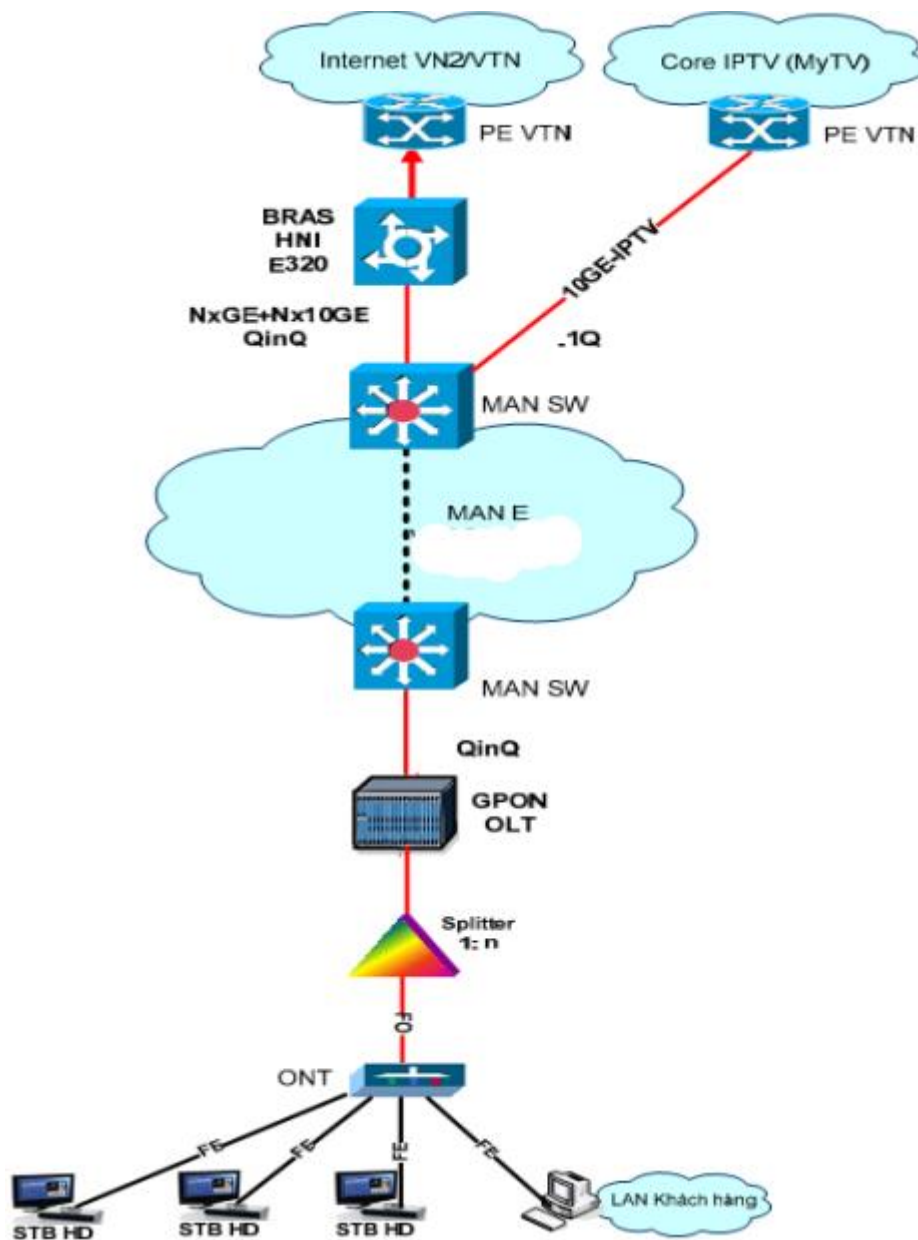 Internet VN2/VTN
Core IPTV (MyTV)
PE VTN
PE VTN
BRAS
HNI
E320
10GE-IPTV
NxGE+Nx10GE
QinQ
-1Q
MAN SW
MAN E
MAN SW
QinQ
GPON
OLT
Splitter
1: n
FO
ONT
FE
FE
FE
FE
STB HD
STB HD
STB HD
LAN Khách hàng